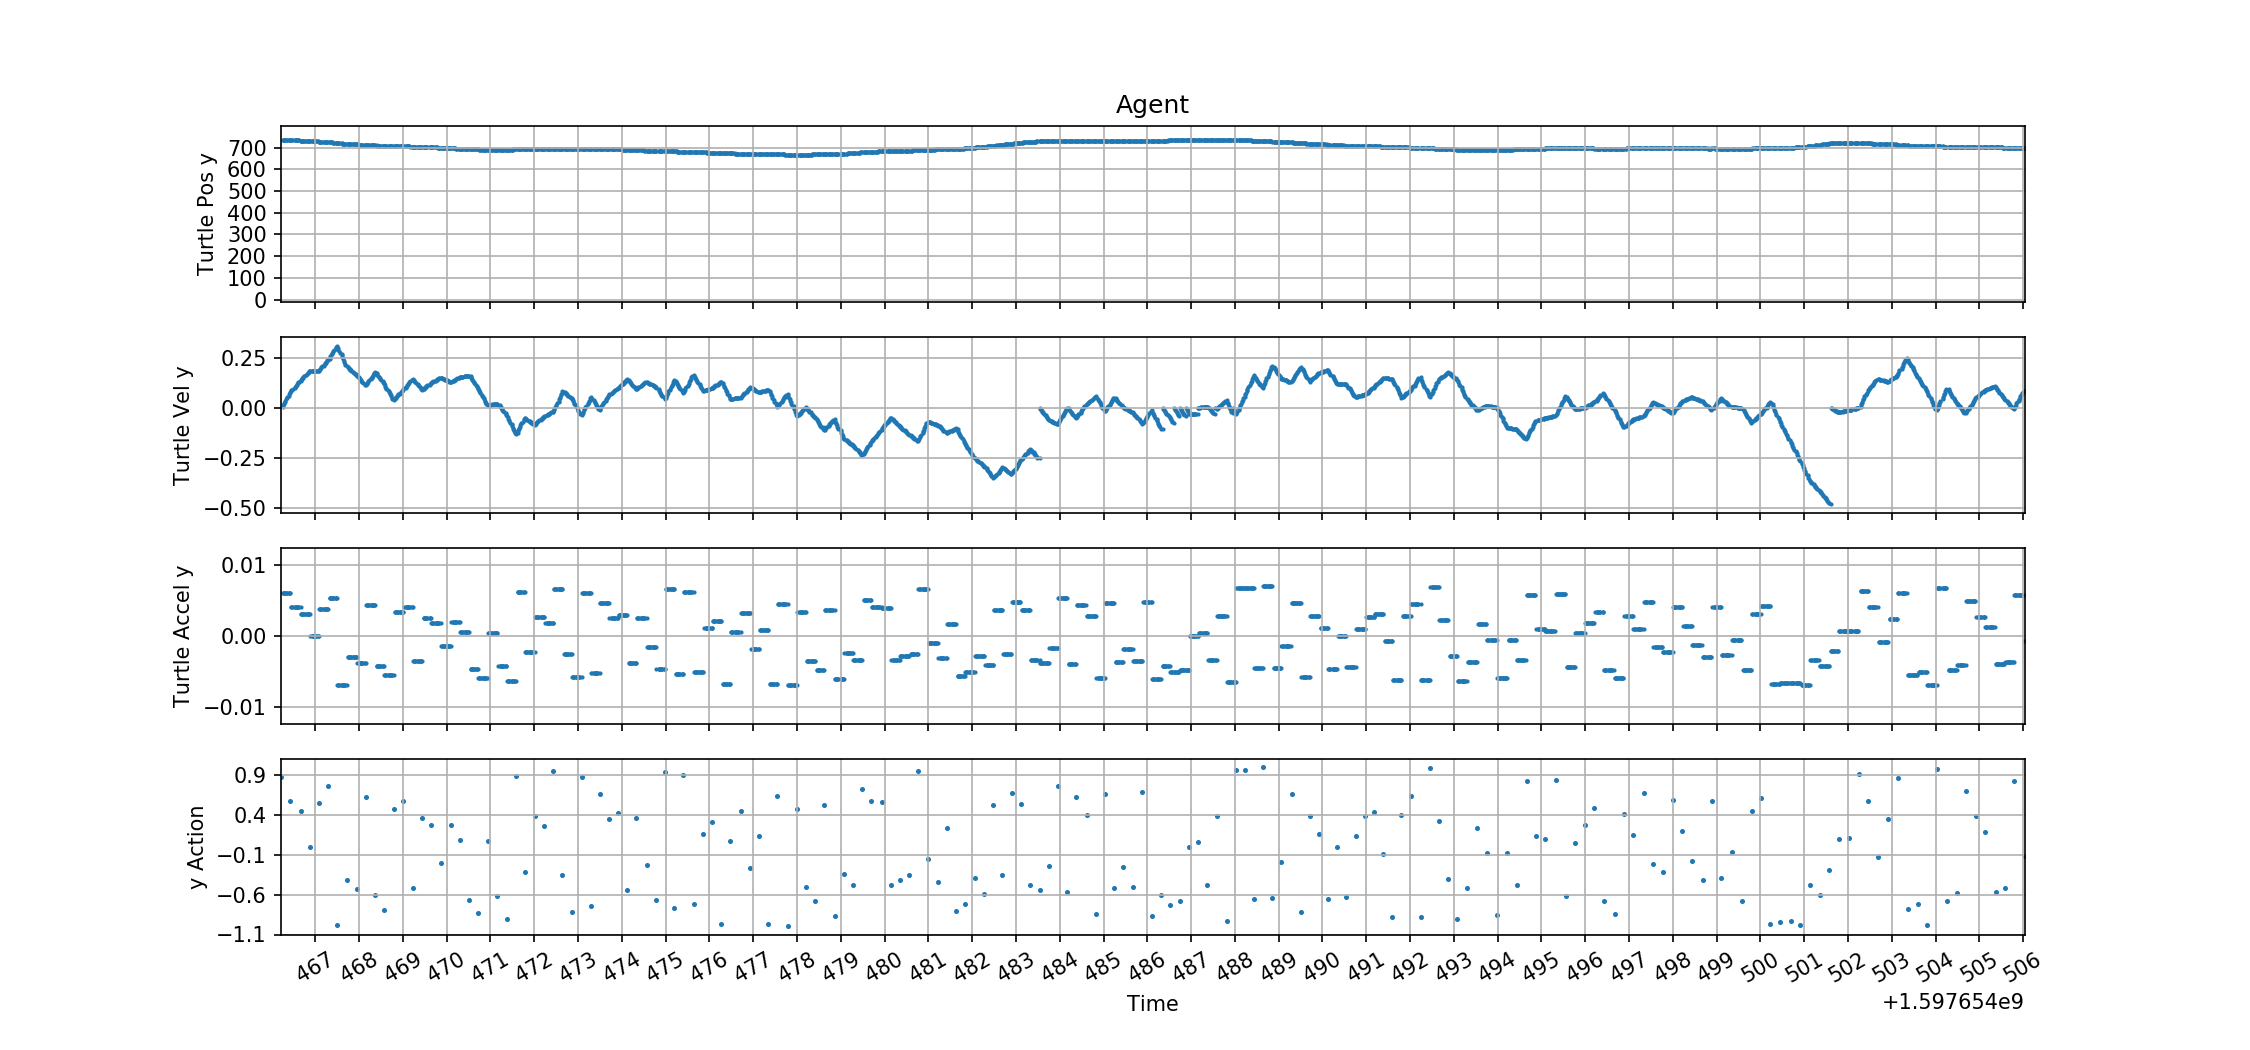 Agent
Turtle Pos y
700
600
500
400
300
200
100
0
Turtle Vel y
0.25
0.00
−0.25
−0.50
Turtle Accel y
0.01
0.00
−0.01
y Action
0.9
0.4
−0.1
−0.6
−1.1
467 468 469 470 471 472 473 474 475 476 477 478 479 480 481 482 483 484 485 486 487 488 489 490 491 492 493 494 495 496 497 498 499 500 501 502 503 504 505 506
Time
+1.597654e9